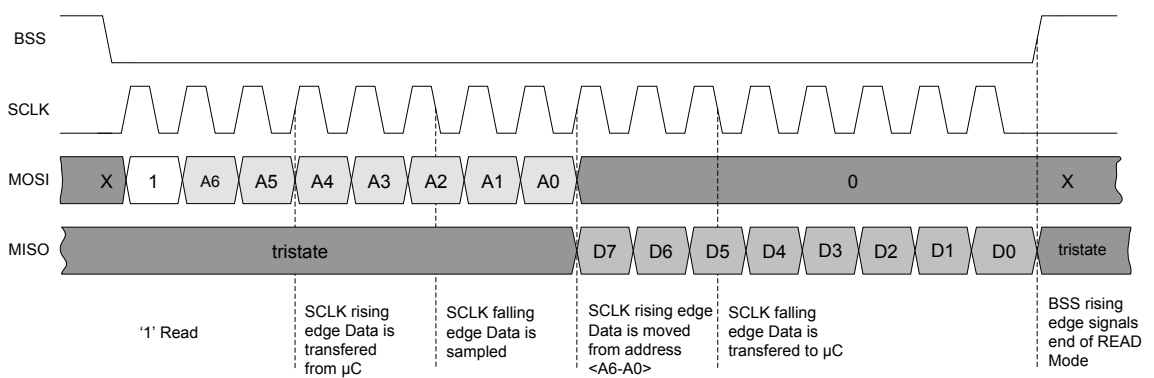 BSS
SCLK
MOSI
X
1
A6
A5
A4
A3
A2
A1
A0
0
X
MISO
tristate
D7
D6
D5
D4
D3
D2
D1
D0
tristate
'1' Read
SCLK rising
edge Data is
transfered
from µC
SCLK falling
edge Data is
sampled
SCLK rising edge
Data is moved
from address
<A6-A0>
SCLK falling
edge Data is
transfered to µC
BSS rising
edge signals
end of READ
Mode